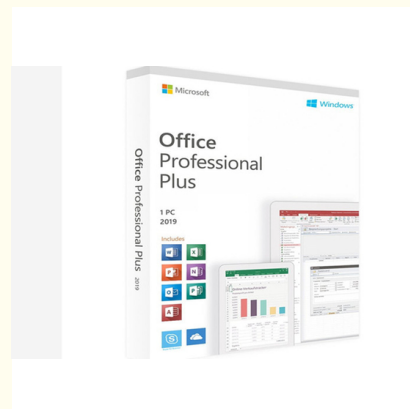 Microsoft
Windows
Office
Professional
Plus
1 PC
2019
Includes
W X
P N
O P
A
S
Office Professional Plus 2019